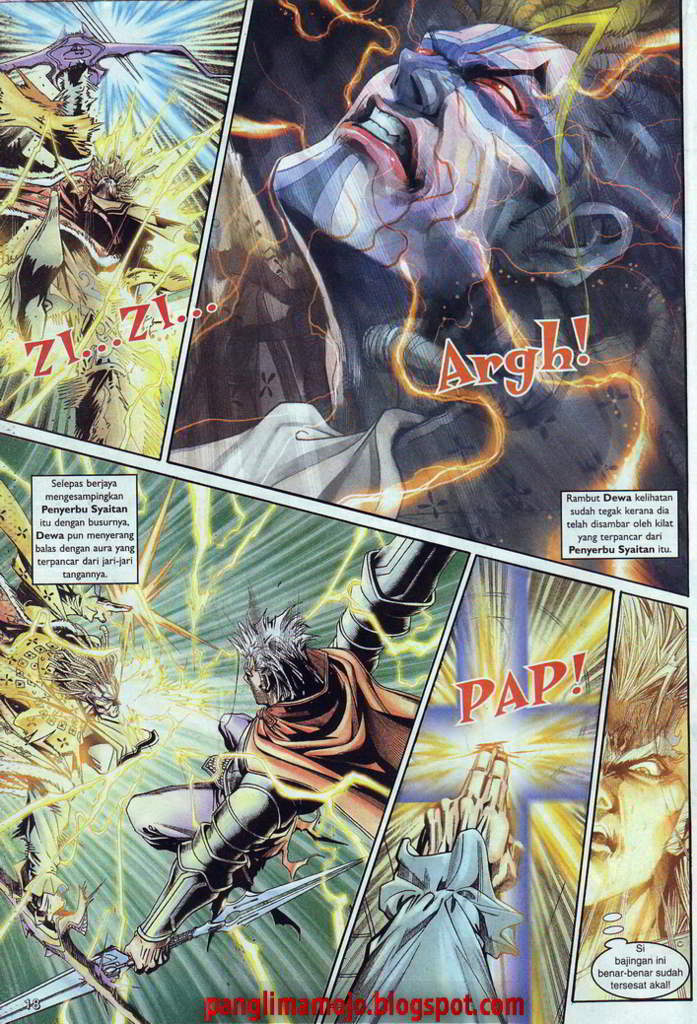 ZI...ZI...
Argh!
Rambut Dewa kelihatan
sudah tegak kerana dia
telah disambar oleh kilat
yang terpancar dari
Penyerbu Syaitan itu.
Selepas berjaya
mengesampingkan
Penyerbu Syaitan
itu dengan busurnya,
Dewa pun menyerang
balas dengan aura yang
terpancar dari jari-jari
tangannya.
PAP!
Si
bajingan ini
benar-benar sudah
tersesat akal!
18
panglimamejo.blogspot.com